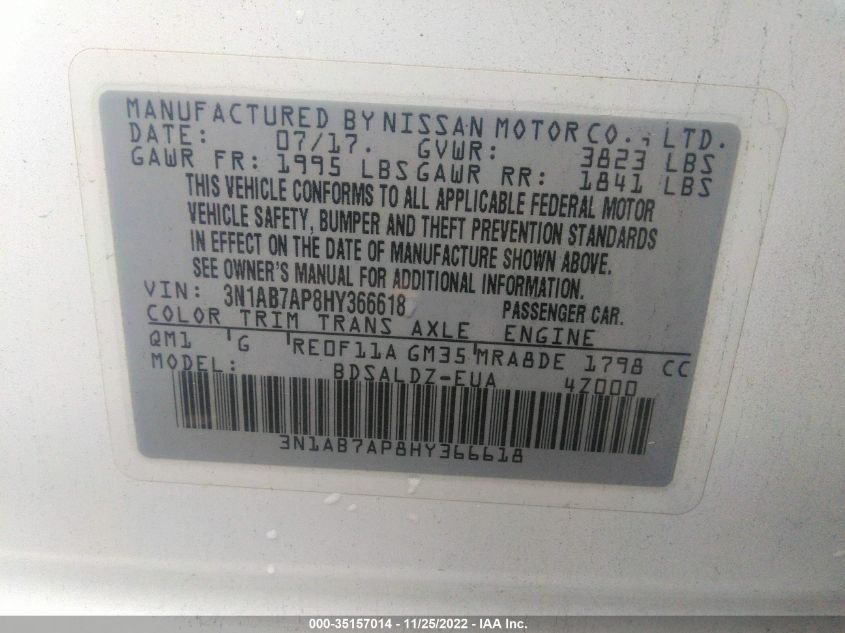 MANUFACTURED BY NISSAN MOTOR CO., LTD.
DATE: 07/17. GVWR: 3823 LBS
GAWR FR: 1995 LBS GAWR RR: 1841 LBS
THIS VEHICLE CONFORMS TO ALL APPLICABLE FEDERAL MOTOR
VEHICLE SAFETY, BUMPER AND THEFT PREVENTION STANDARDS
IN EFFECT ON THE DATE OF MANUFACTURE SHOWN ABOVE.
SEE OWNER'S MANUAL FOR ADDITIONAL INFORMATION.
VIN: 3N1AB7AP8HY366618 PASSENGER CAR.
COLOR TRIM TRANS AXLE ENGINE
QM1 G RE0F11A GM35 MRA8DE 1798 CC
MODEL: BDSALDZ-EUA 4Z000
3N1AB7AP8HY366618
000-35157014 - 11/25/2022 - IAA Inc.